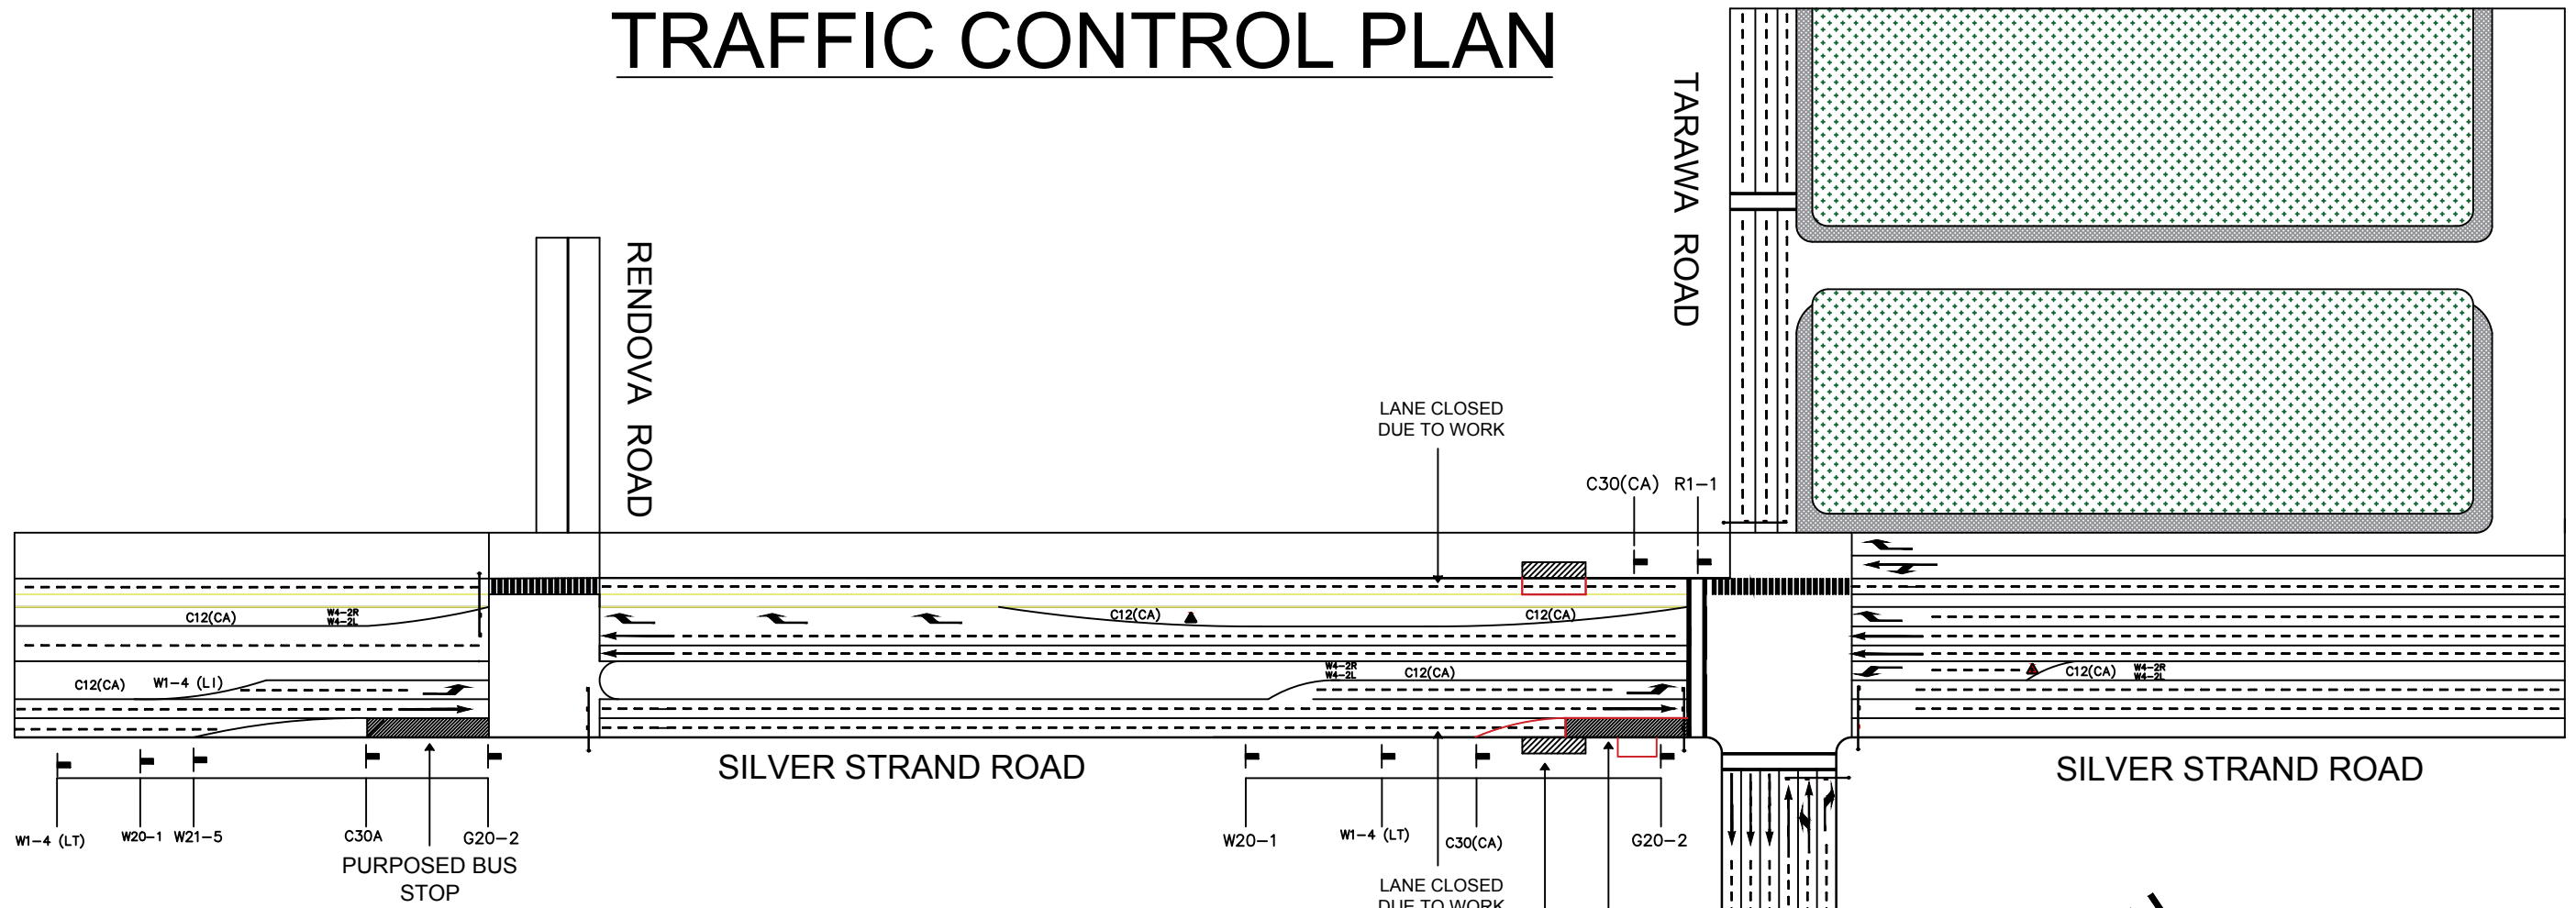 TRAFFIC CONTROL PLAN
TARAWA ROAD
RENDOVA ROAD
LANE CLOSED
DUE TO WORK
C30(CA) R1-1
C12(CA)
W4-2R
W4-2L
C12(CA)
C12(CA)
C12(CA)
W1-4 (LI)
W4-2R
W4-2L
C12(CA)
C12(CA)
W4-2R
W4-2L
SILVER STRAND ROAD
SILVER STRAND ROAD
W1-4 (LT)
W20-1
W21-5
C30A
G20-2
W20-1
W1-4 (LT)
C30(CA)
G20-2
PURPOSED BUS
STOP
LANE CLOSED
DUE TO WORK